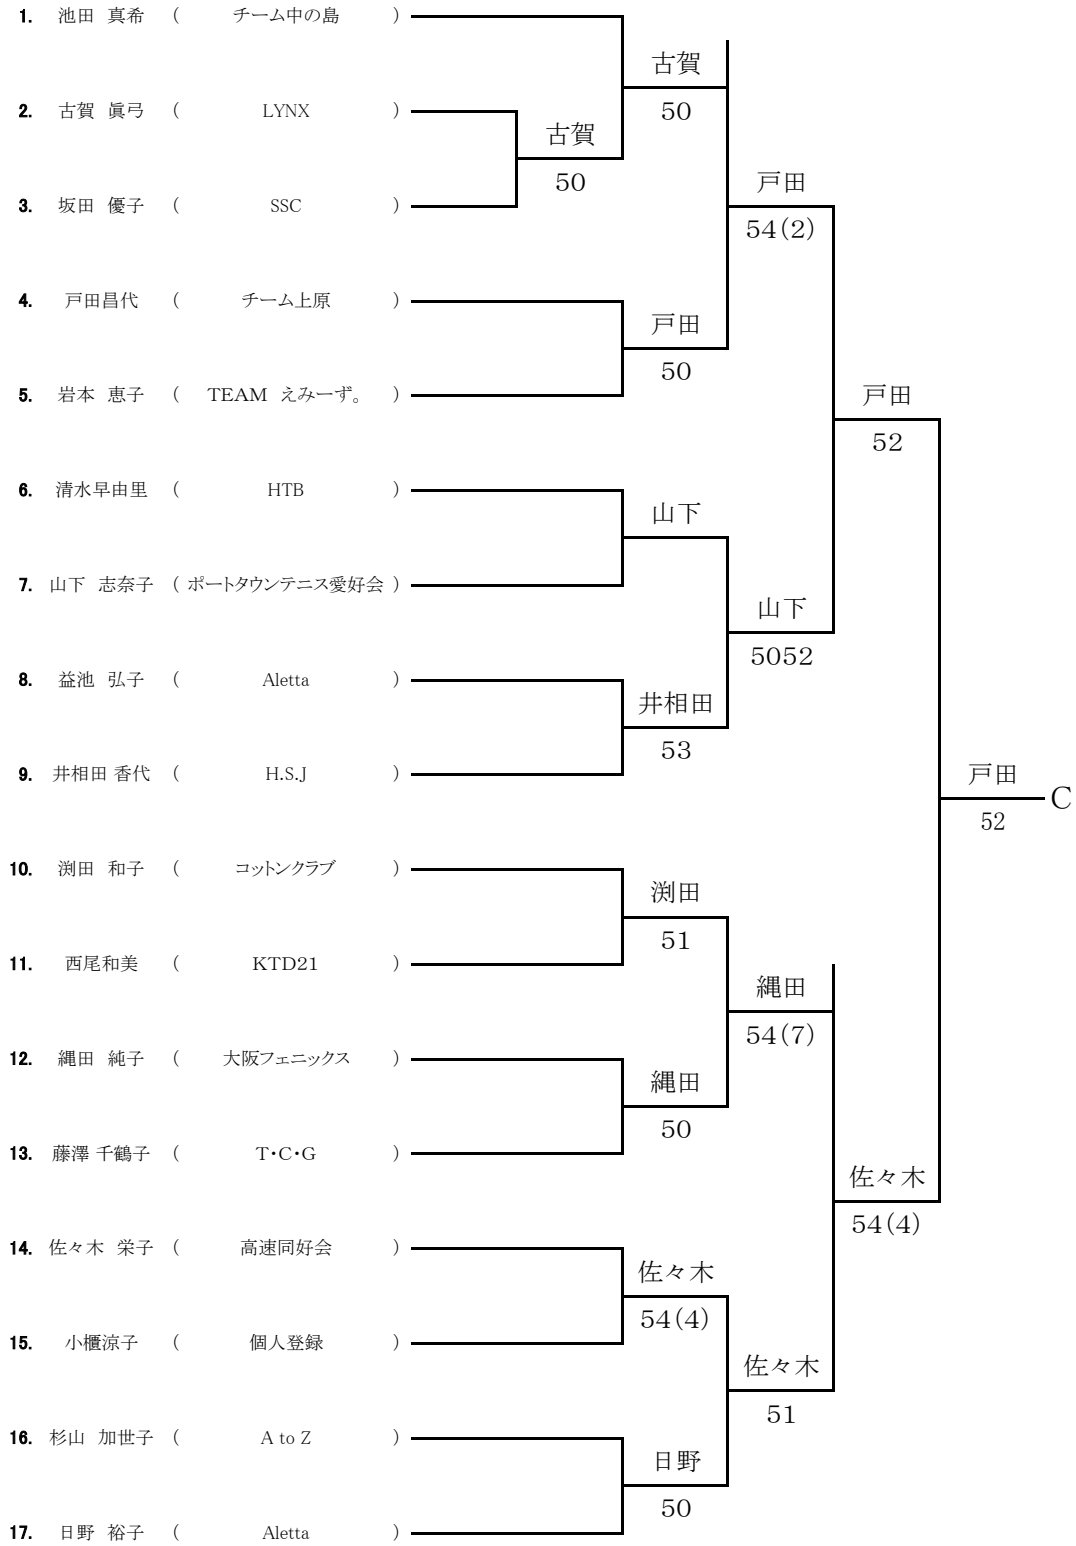 1. 池田 真希 ( チーム中の島 )
古賀
50
2. 古賀 眞弓 ( LYNX )
古賀
50
戸田
54(2)
3. 坂田 優子 ( SSC )
4. 戸田昌代 ( チーム上原 )
戸田
50
5. 岩本 恵子 ( TEAM えみーず。 )
戸田
52
6. 清水早由里 ( HTB )
山下
7. 山下 志奈子 ( ポートタウンテニス愛好会 )
山下
5052
8. 益池 弘子 ( Aletta )
井相田
53
9. 井相田 香代 ( H.S.J )
戸田
C
52
10. 渕田 和子 ( コットンクラブ )
渕田
51
11. 西尾和美 ( KTD21 )
縄田
54(7)
12. 縄田 純子 ( 大阪フェニックス )
縄田
50
13. 藤澤 千鶴子 ( T・C・G )
佐々木
54(4)
14. 佐々木 栄子 ( 高速同好会 )
佐々木
54(4)
15. 小櫃涼子 ( 個人登録 )
佐々木
51
16. 杉山 加世子 ( A to Z )
日野
50
17. 日野 裕子 ( Aletta )